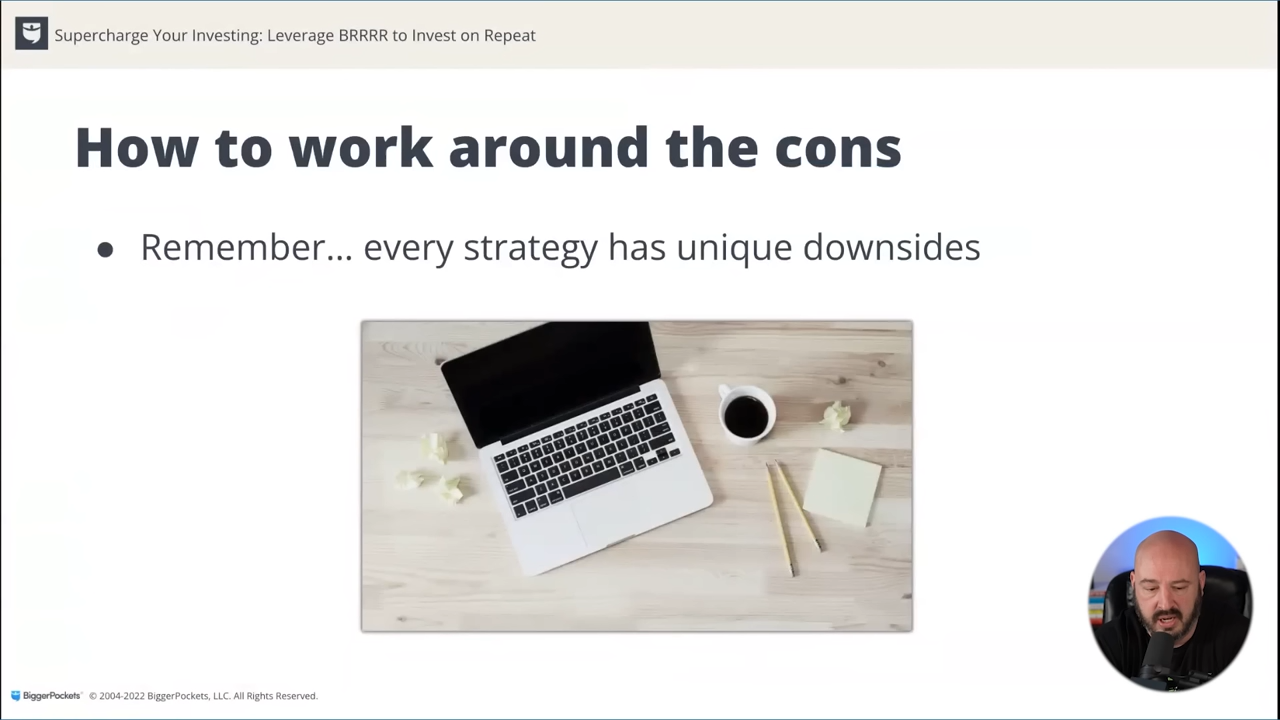 Supercharge Your Investing: Leverage BRRRR to Invest on Repeat
How to work around the cons
● Remember... every strategy has unique downsides
BiggerPockets © 2004-2022 BiggerPockets, LLC. All Rights Reserved.